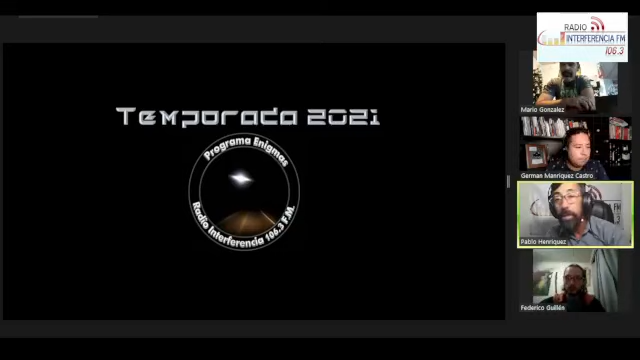 Temporada 2021
Programa Enigmas
Radio Interferencia 106.3 F.M.
RADIO
INTERFERENCIA FM
106.3
Mario Gonzalez
German Manriquez Castro
Pablo Henriquez
Federico Guillén